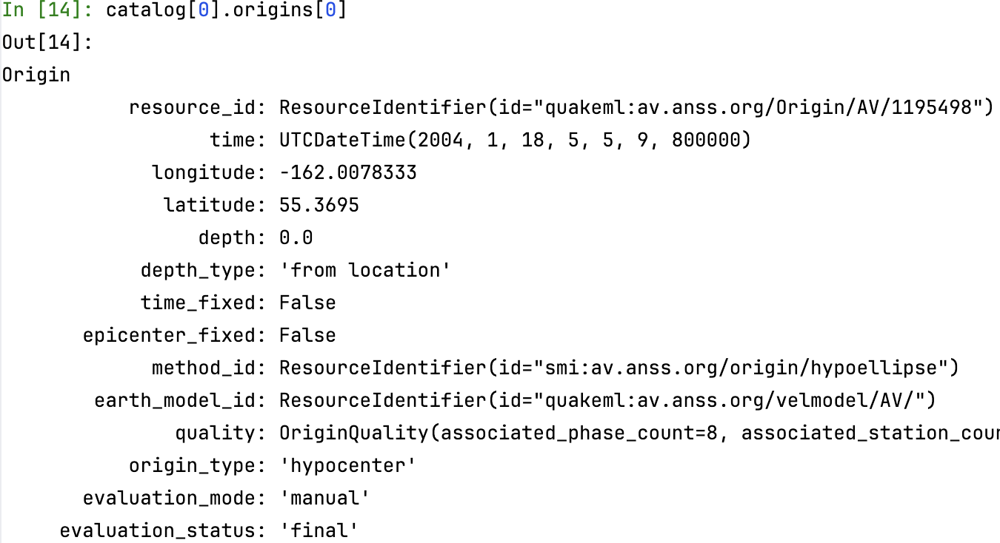 In [14]: catalog[0].origins[0]
Out[14]:
Origin
resource_id: ResourceIdentifier(id="quakeml:av.anss.org/Origin/AV/1195498")
time: UTCDateTime(2004, 1, 18, 5, 5, 9, 800000)
longitude: -162.0078333
latitude: 55.3695
depth: 0.0
depth_type: 'from location'
time_fixed: False
epicenter_fixed: False
method_id: ResourceIdentifier(id="smi:av.anss.org/origin/hypoellipse")
earth_model_id: ResourceIdentifier(id="quakeml:av.anss.org/velmodel/AV/")
quality: OriginQuality(associated_phase_count=8, associated_station_cou
origin_type: 'hypocenter'
evaluation_mode: 'manual'
evaluation_status: 'final'